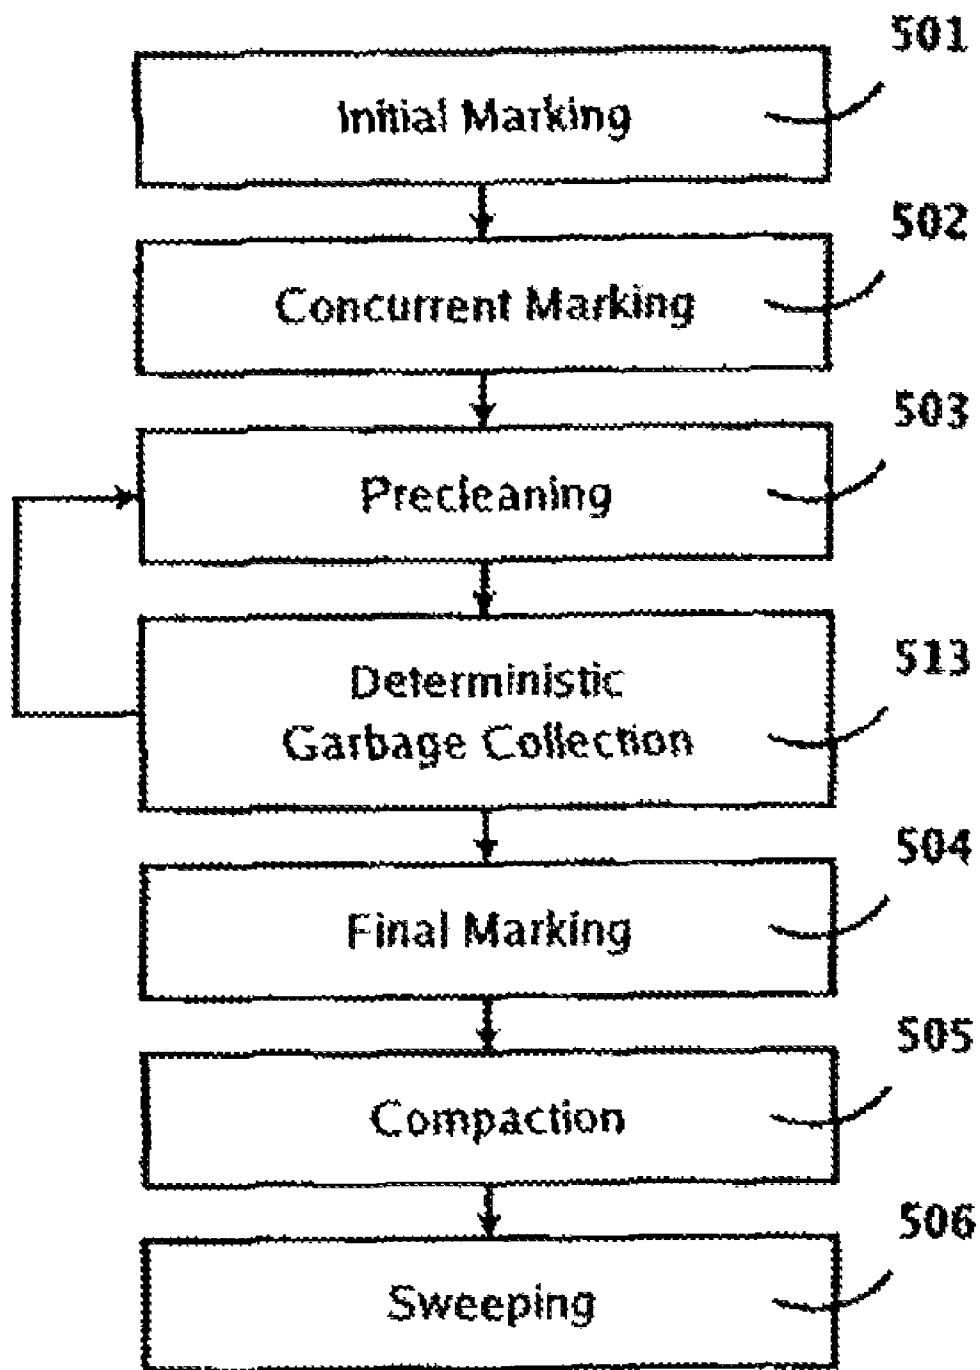 501
Initial Marking
502
Concurrent Marking
503
Precleaning
513
Deterministic
Garbage Collection
504
Final Marking
505
Compaction
506
Sweeping